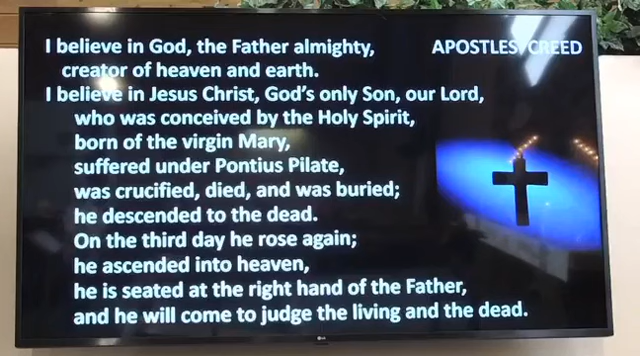 I believe in God, the Father almighty,
APOSTLES' CREED
creator of heaven and earth.
I believe in Jesus Christ, God's only Son, our Lord,
who was conceived by the Holy Spirit,
born of the virgin Mary,
suffered under Pontius Pilate,
was crucified, died, and was buried;
he descended to the dead.
On the third day he rose again;
he ascended into heaven,
he is seated at the right hand of the Father,
and he will come to judge the living and the dead.
LG